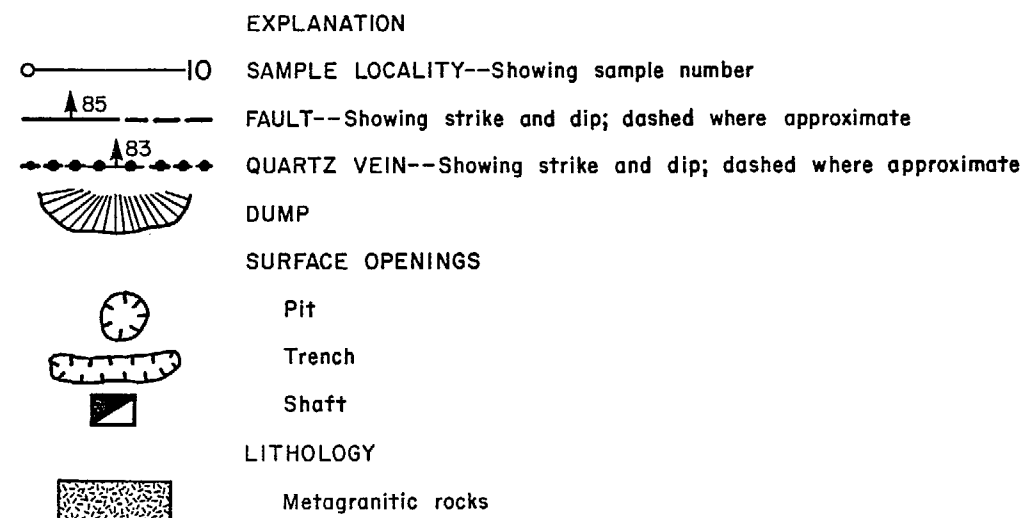 EXPLANATION
10 SAMPLE LOCALITY--Showing sample number
85 FAULT--Showing strike and dip; dashed where approximate
83 QUARTZ VEIN--Showing strike and dip; dashed where approximate
DUMP
SURFACE OPENINGS
Pit
Trench
Shaft
LITHOLOGY
Metagranitic rocks